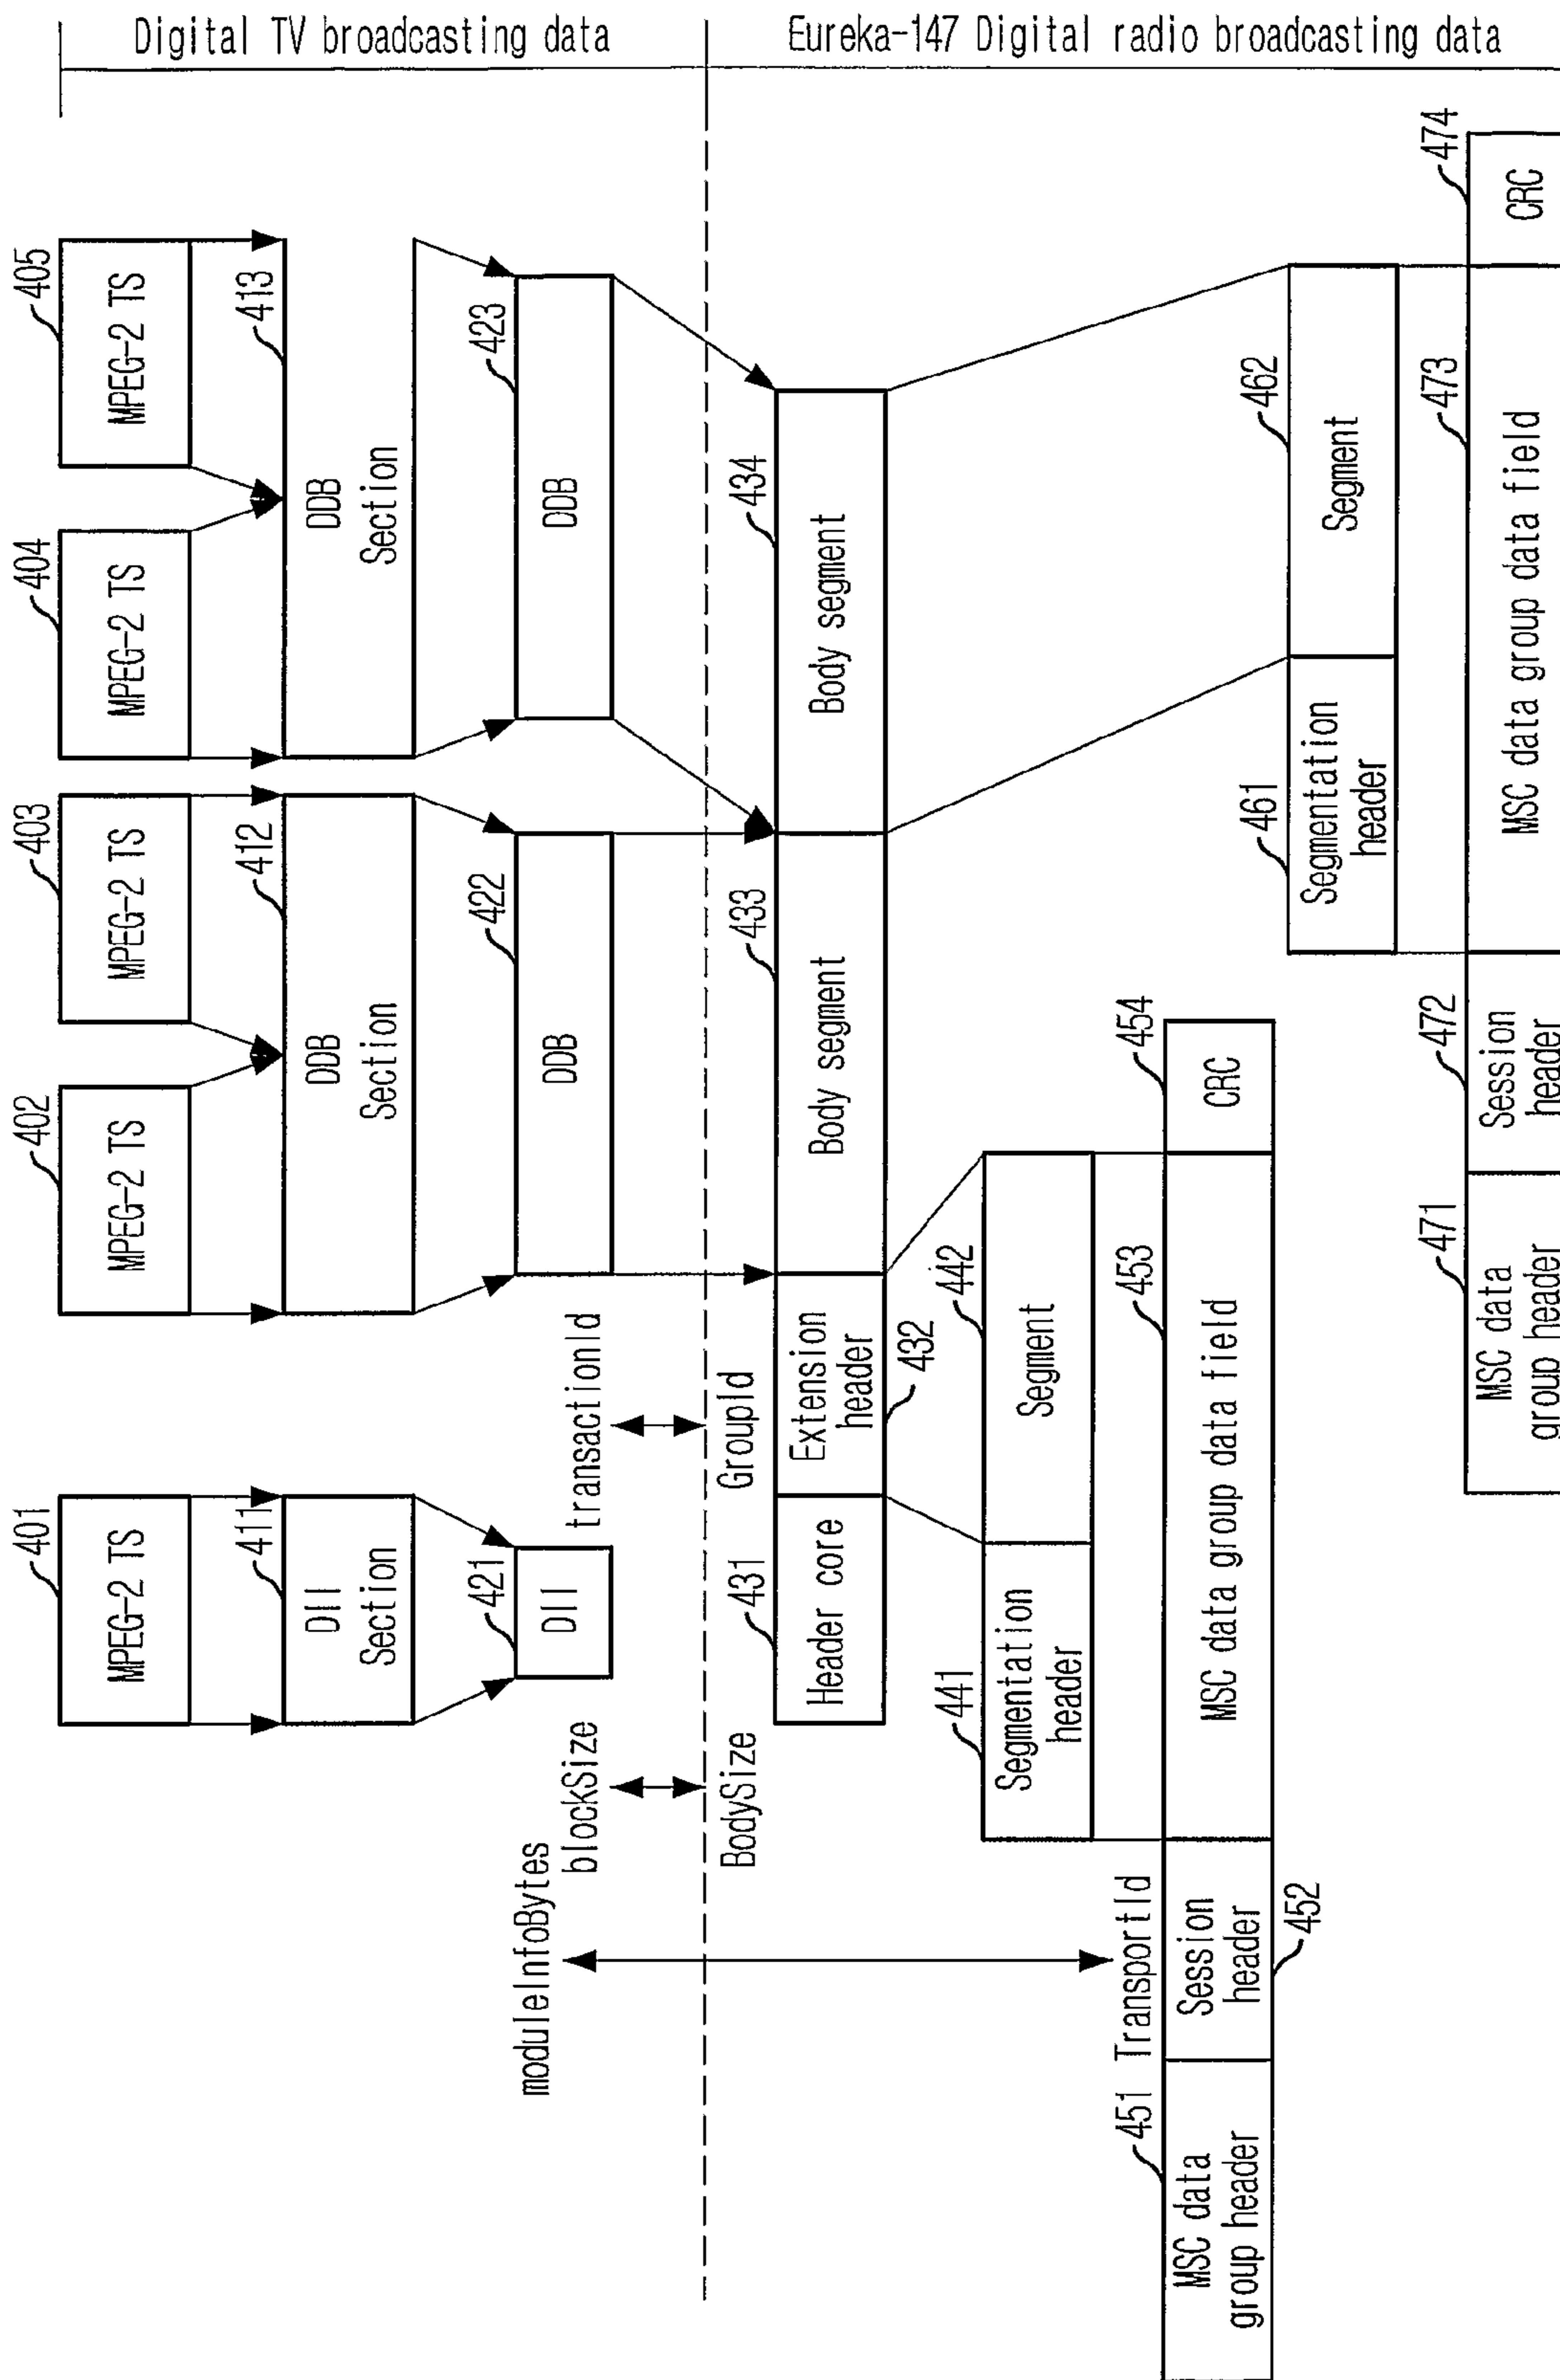 Digital TV broadcasting data
Eureka-147 Digital radio broadcasting data
401
MPEG-2 TS
402
MPEG-2 TS
403
MPEG-2 TS
404
MPEG-2 TS
405
MPEG-2 TS
411
DII
Section
412
DDB
Section
413
DDB
Section
421
DII
422
DDB
423
DDB
moduleInfoBytes
blockSize
transactionId
BodySize
GroupId
431
Header core
Extension
header
432
433
Body segment
434
Body segment
441
Segmentation
header
442
Segment
451
TransportId
MSC data
group header
Session
header
452
453
MSC data group data field
454
CRC
461
Segmentation
header
462
Segment
471
MSC data
group header
472
Session
header
473
MSC data group data field
474
CRC